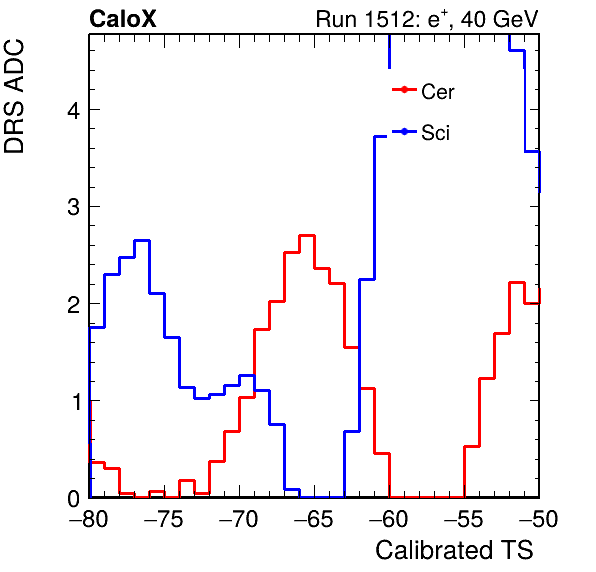 CaloX Run 1512: e⁺, 40 GeV
DRS ADC
Cer
Sci
4
3
2
1
0
−80 −75 −70 −65 −60 −55 −50
Calibrated TS